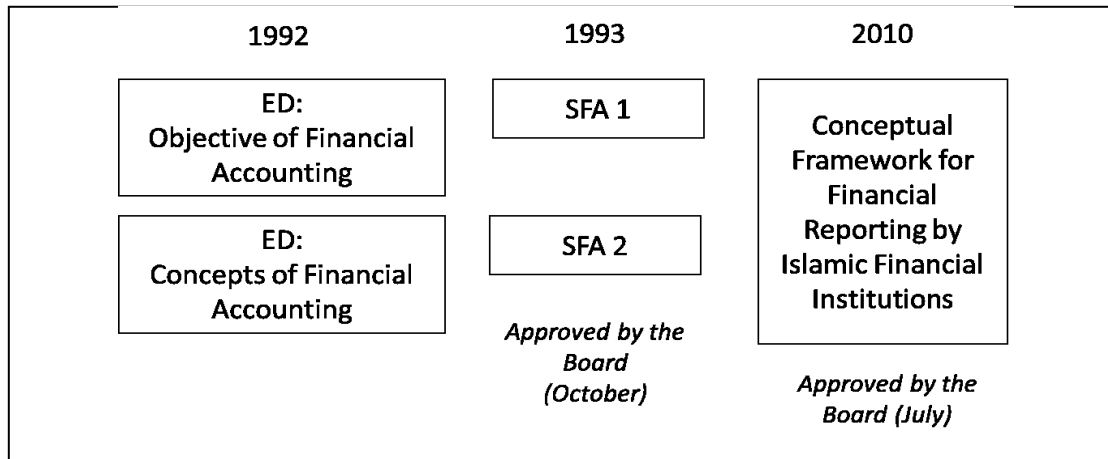 1992
1993
2010
ED:
Objective of Financial
Accounting
SFA 1
Conceptual
Framework for
Financial
Reporting by
Islamic Financial
Institutions
ED:
Concepts of Financial
Accounting
SFA 2
Approved by the
Board
(October)
Approved by the
Board (July)